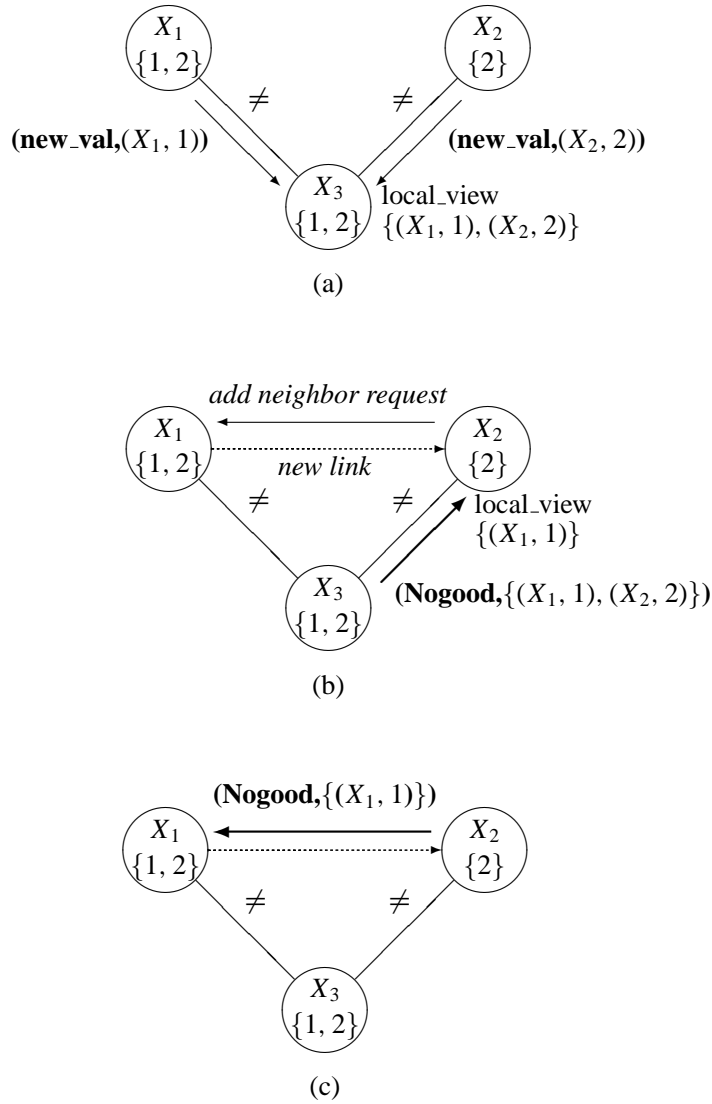 X₁
{1, 2}
X₂
{2}
≠
≠
(new_val,(X₁, 1))
(new_val,(X₂, 2))
X₃
{1, 2}
local_view
{(X₁, 1), (X₂, 2)}
(a)
add neighbor request
X₁
{1, 2}
X₂
{2}
new link
≠
≠
local_view
{(X₁, 1)}
X₃
{1, 2}
(Nogood,{(X₁, 1), (X₂, 2)})
(b)
(Nogood,{(X₁, 1)})
X₁
{1, 2}
X₂
{2}
≠
≠
X₃
{1, 2}
(c)